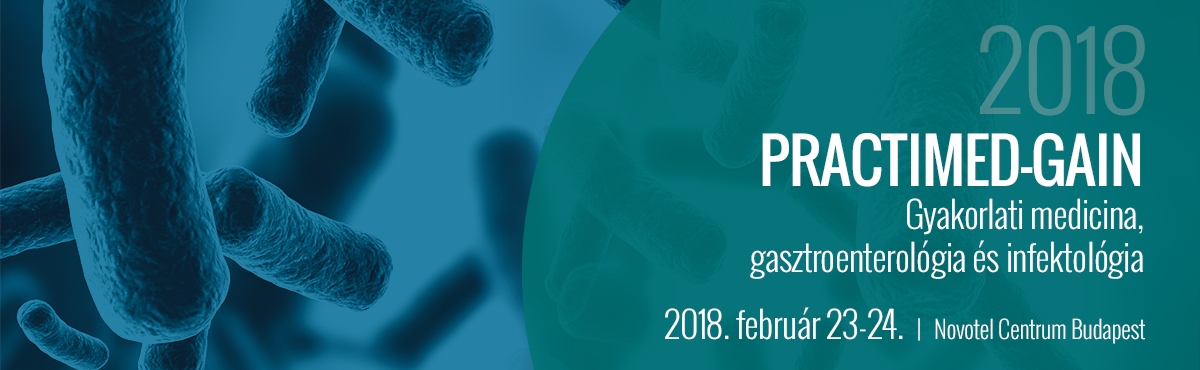 2018
PRACTIMED-GAIN
Gyakorlati medicina,
gasztroenterológia és infektológia
2018. február 23-24. | Novotel Centrum Budapest